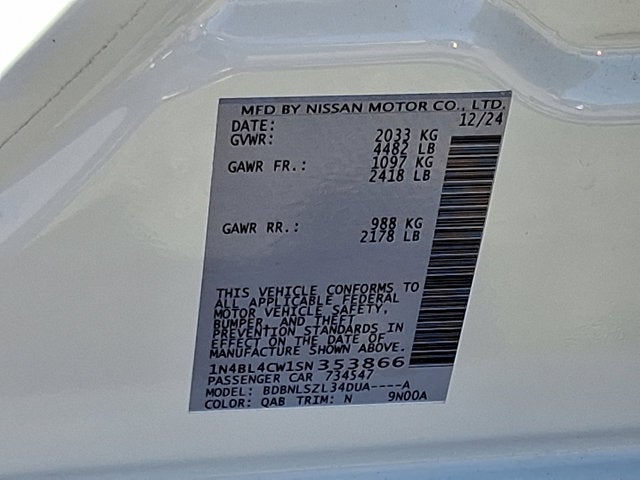 MFD BY NISSAN MOTOR CO., LTD.
DATE: 12/24
GVWR: 2033 KG
4482 LB
GAWR FR.: 1097 KG
2418 LB
GAWR RR.: 988 KG
2178 LB
THIS VEHICLE CONFORMS TO
ALL APPLICABLE FEDERAL
MOTOR VEHICLE SAFETY,
BUMPER, AND THEFT
PREVENTION STANDARDS IN
EFFECT ON THE DATE OF
MANUFACTURE SHOWN ABOVE.
1N4BL4CW1SN353866
PASSENGER CAR 734547
MODEL: BDBNLSZL34DUA----A
COLOR: QAB TRIM: N 9N00A